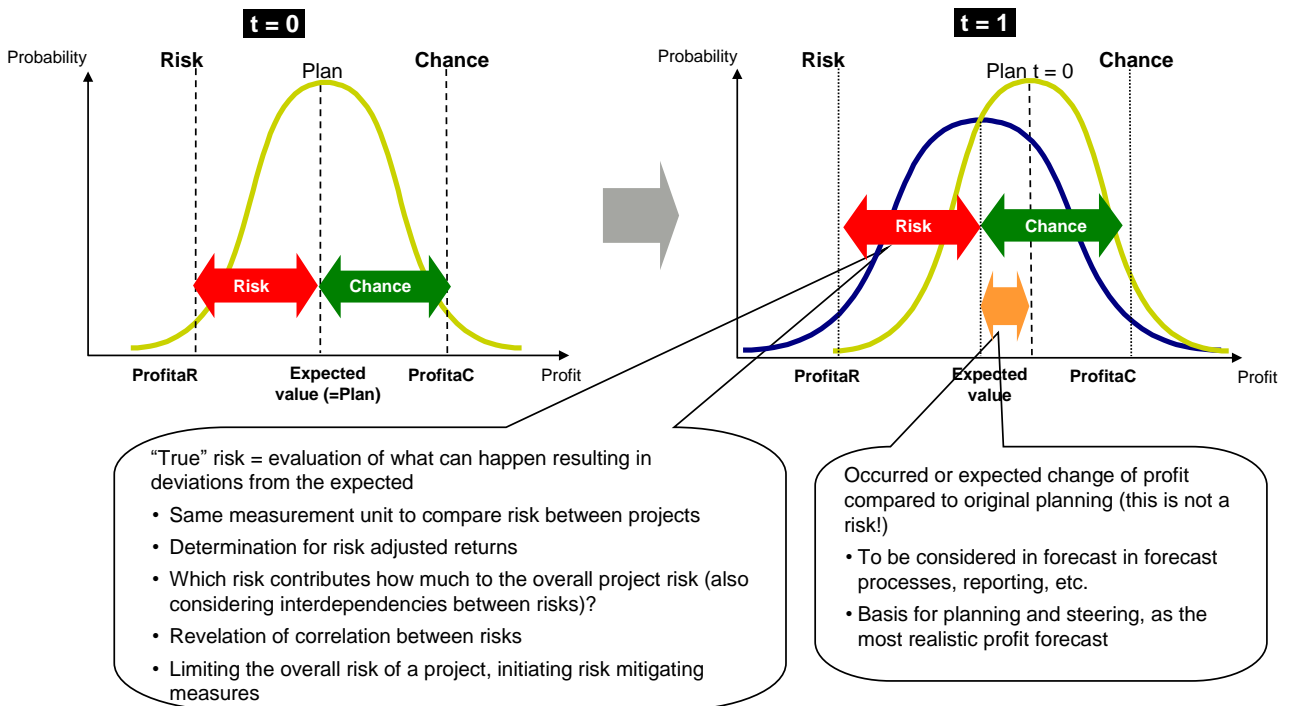 t = 0
Probability
Risk
Plan
Chance
Risk
Chance
ProfitaR
Expected
value (=Plan)
ProfitaC
Profit
t = 1
Probability
Risk
Plan t = 0
Chance
Risk
Chance
ProfitaR
Expected
value
ProfitaC
Profit
“True” risk = evaluation of what can happen resulting in
deviations from the expected
• Same measurement unit to compare risk between projects
• Determination for risk adjusted returns
• Which risk contributes how much to the overall project risk (also
considering interdependencies between risks)?
• Revelation of correlation between risks
• Limiting the overall risk of a project, initiating risk mitigating
measures
Occurred or expected change of profit
compared to original planning (this is not a
risk!)
• To be considered in forecast in forecast
processes, reporting, etc.
• Basis for planning and steering, as the
most realistic profit forecast